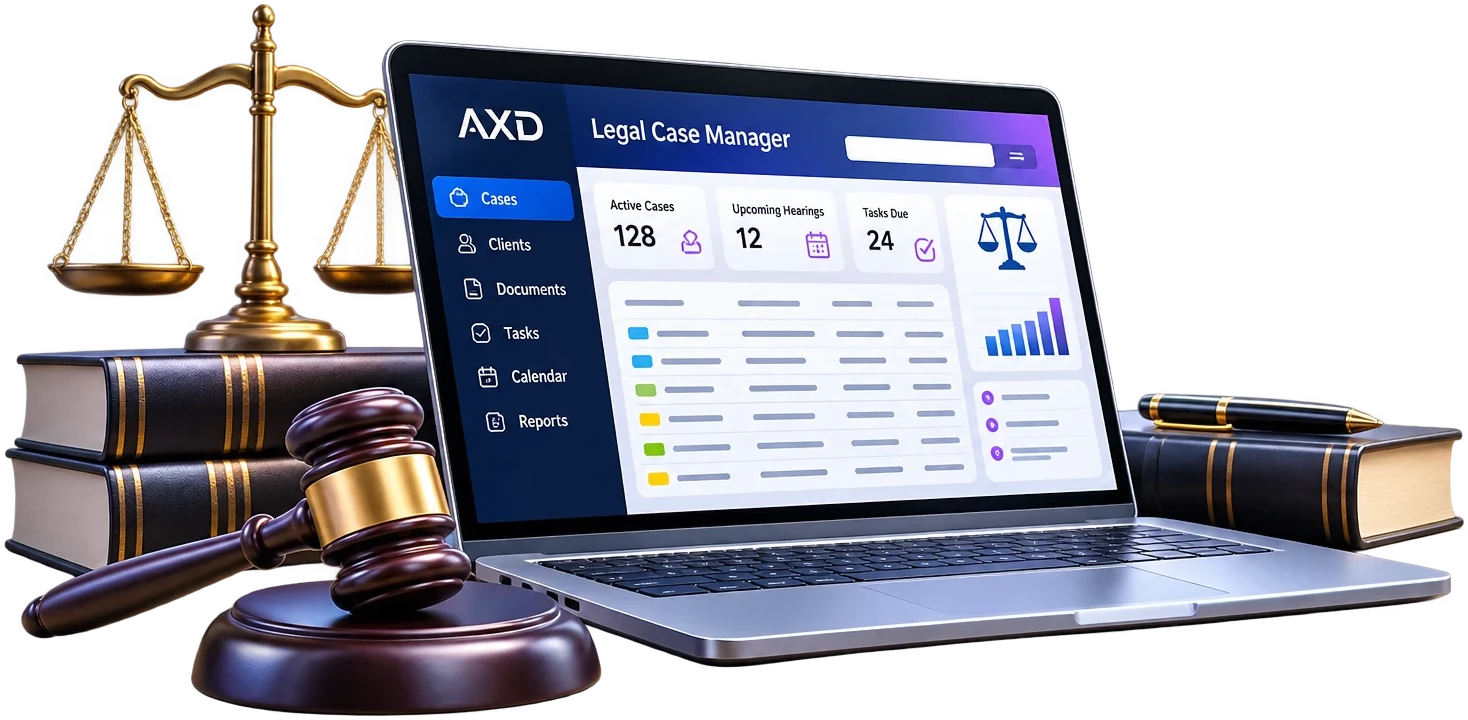 AXD
Legal Case Manager
Cases
Clients
Documents
Tasks
Calendar
Reports
Active Cases
128
Upcoming Hearings
12
Tasks Due
24